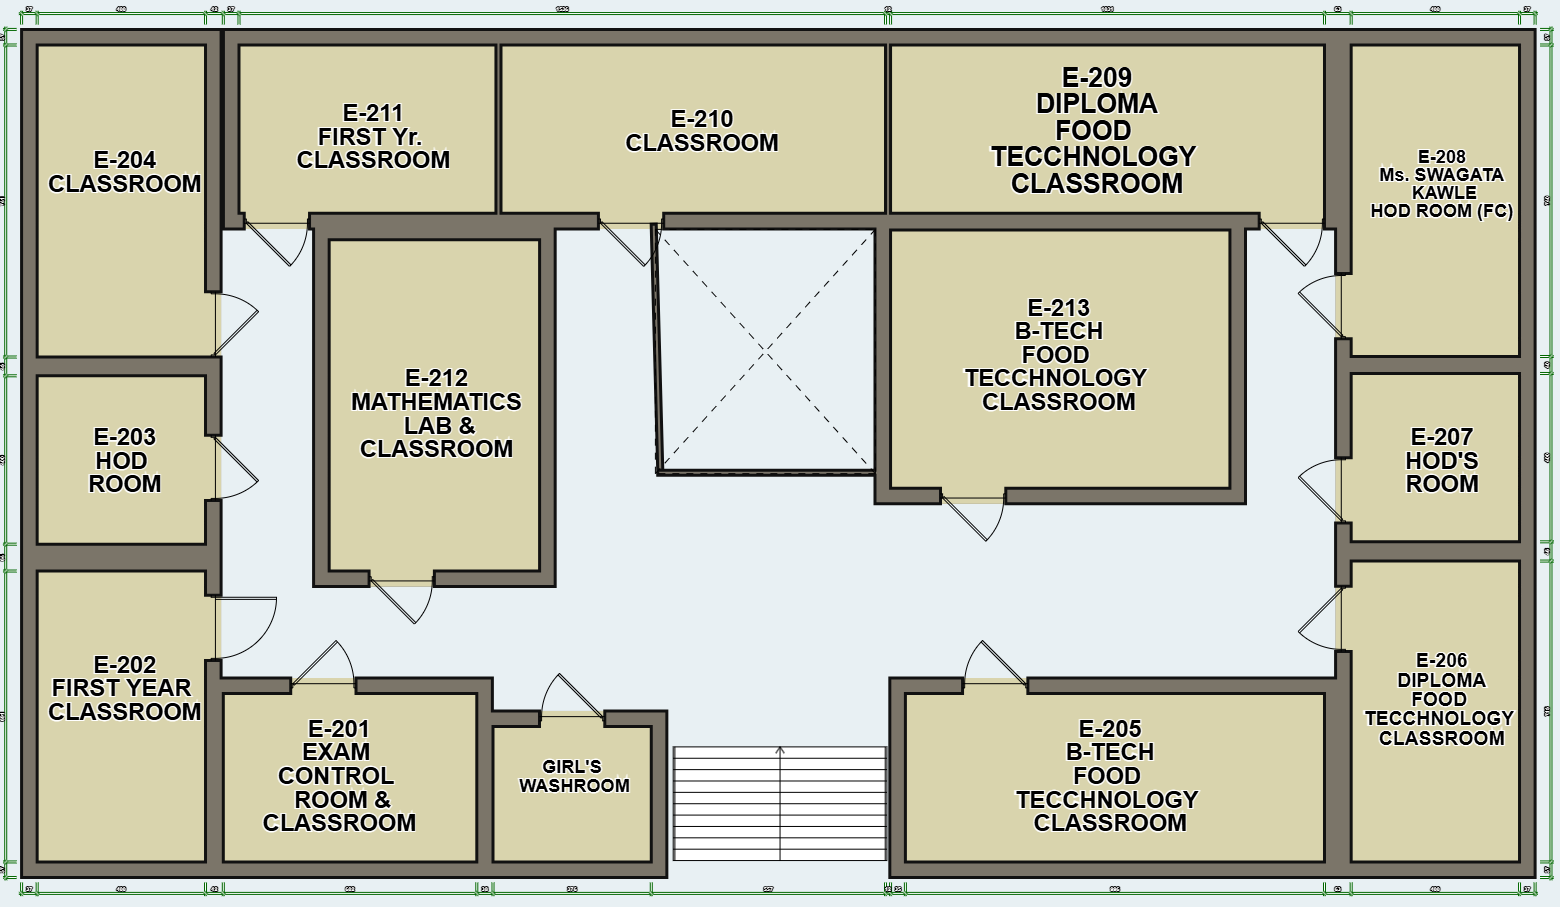 E-204
CLASSROOM
E-211
FIRST Yr.
CLASSROOM
E-210
CLASSROOM
E-209
DIPLOMA
FOOD
TECCHNOLOGY
CLASSROOM
E-208
Ms. SWAGATA
KAWLE
HOD ROOM (FC)
E-203
HOD
ROOM
E-212
MATHEMATICS
LAB &
CLASSROOM
E-213
B-TECH
FOOD
TECCHNOLOGY
CLASSROOM
E-207
HOD'S
ROOM
E-202
FIRST YEAR
CLASSROOM
E-201
EXAM
CONTROL
ROOM &
CLASSROOM
GIRL'S
WASHROOM
E-205
B-TECH
FOOD
TECCHNOLOGY
CLASSROOM
E-206
DIPLOMA
FOOD
TECCHNOLOGY
CLASSROOM